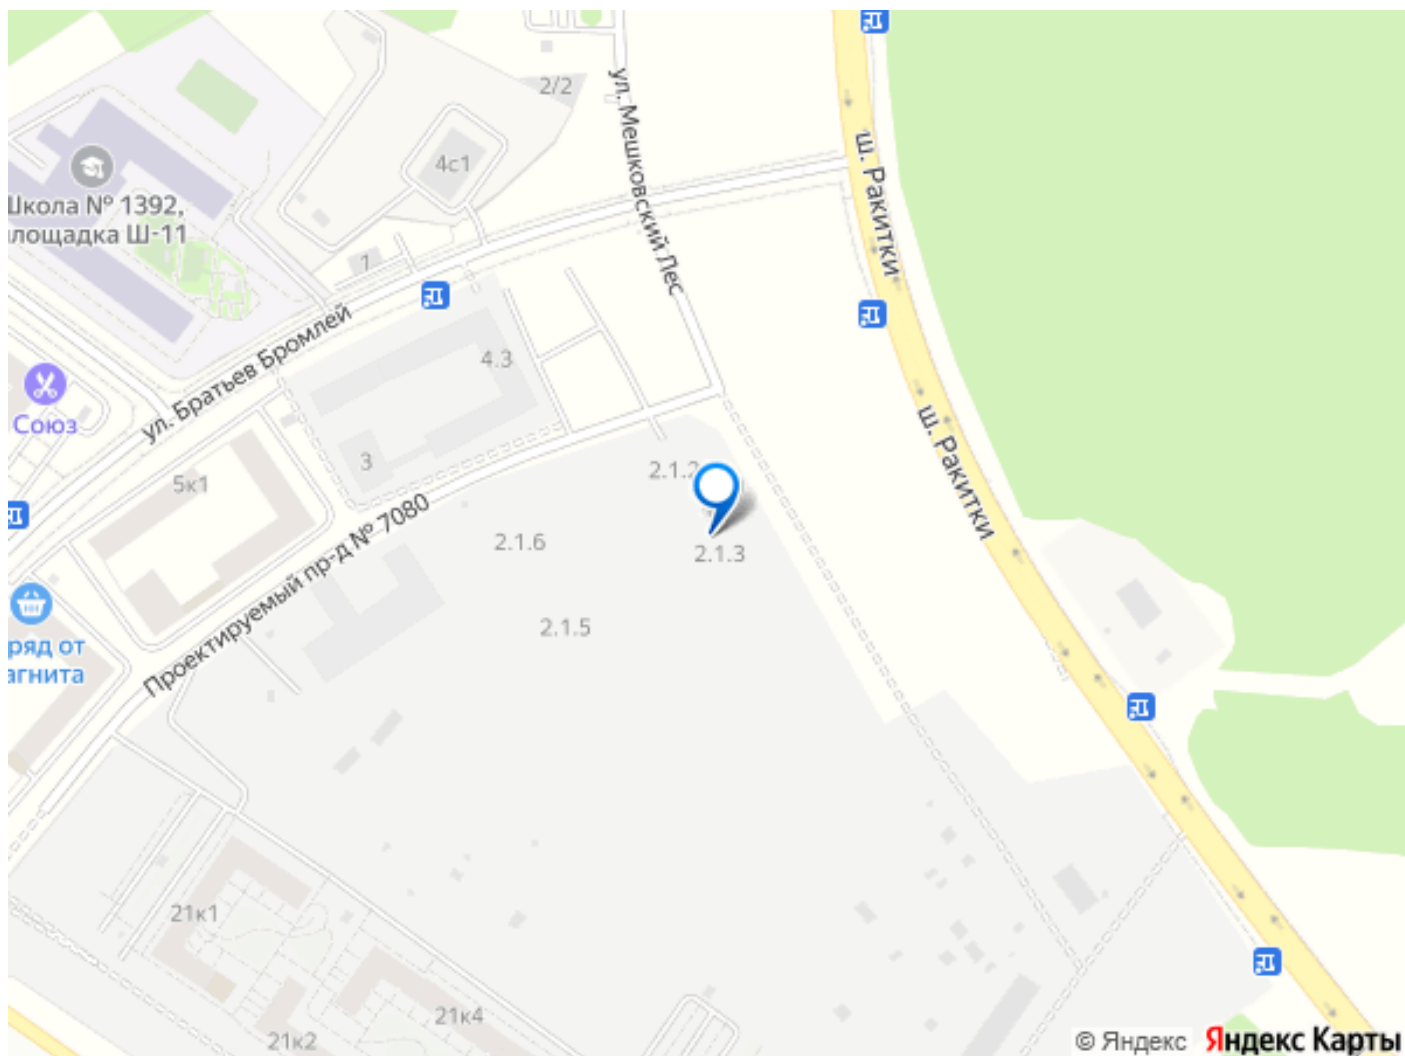 2/2
ул. Мешковский Лес
ш. Ракитки
4с1
Школа № 1392,
площадка Ш-11
1
ул. Братьев Бромлей
4.3
Союз
3
5к1
ш. Ракитки
2.1.2
2.1.6
2.1.3
Проектируемый пр-д № 7080
2.1.5
ряд от
агнита
21к1
21к4
21к2
© Яндекс Яндекс Карты